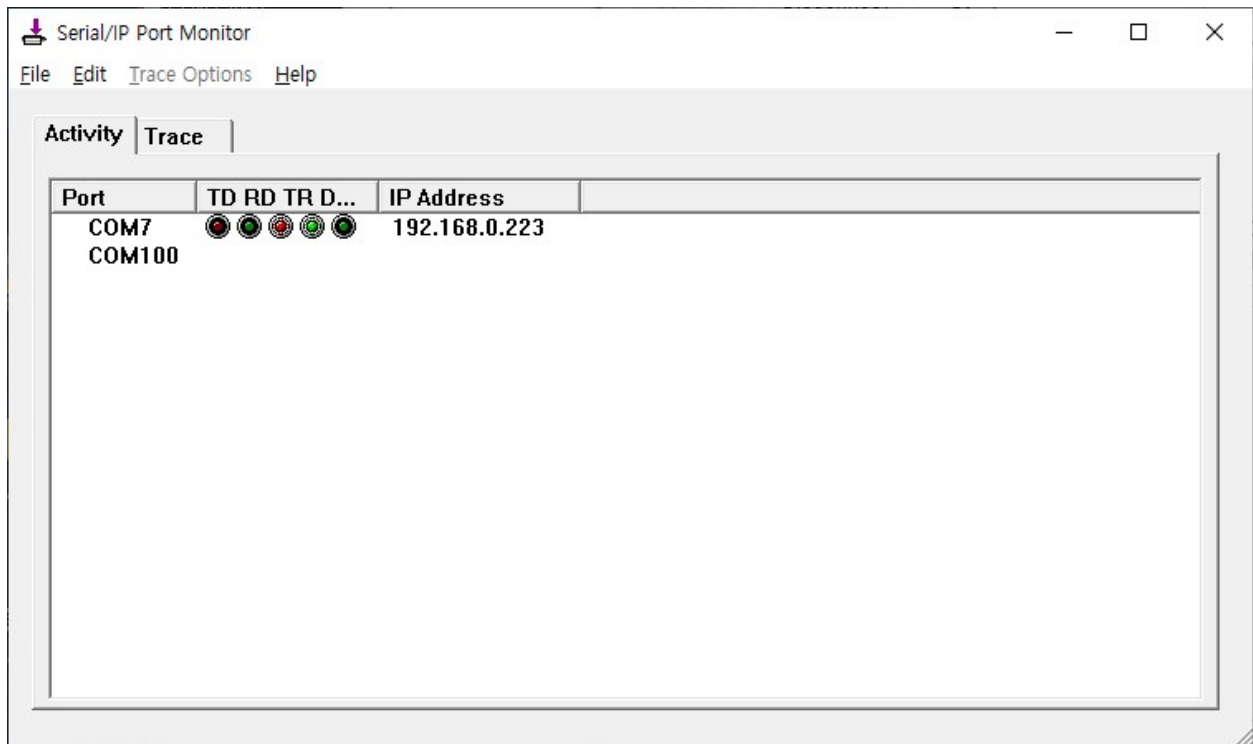 Serial/IP Port Monitor
File Edit Trace Options Help
Activity Trace
Port TD RD TR D... IP Address
COM7 192.168.0.223
COM100